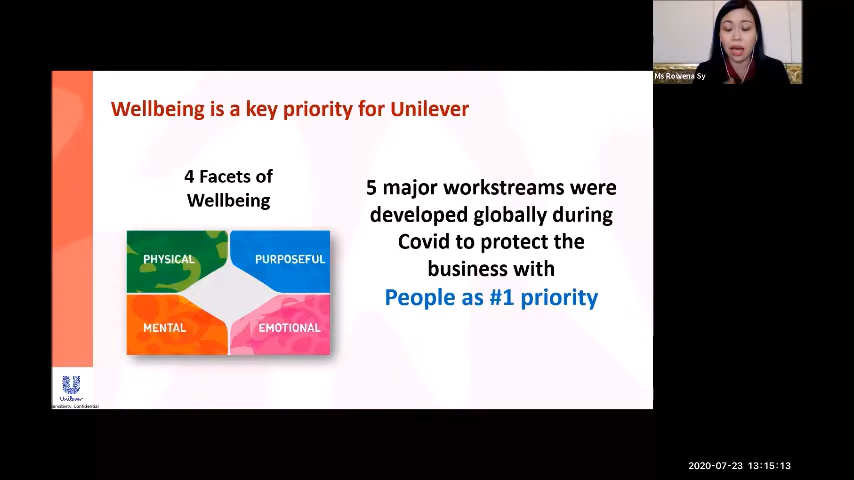 Ms Rowena Sy
Wellbeing is a key priority for Unilever
4 Facets of
Wellbeing
PHYSICAL
PURPOSEFUL
MENTAL
EMOTIONAL
5 major workstreams were
developed globally during
Covid to protect the
business with
People as #1 priority
Unilever
ensitivity: Confidential
2020-07-23 13:15:13